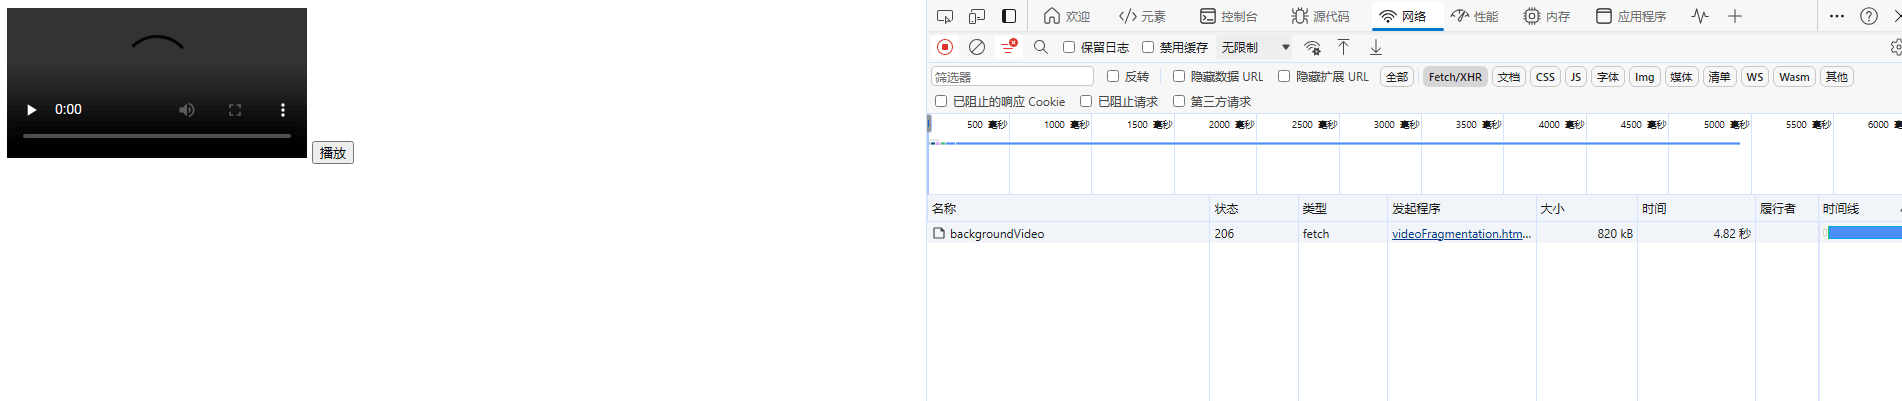 0:00
播放
欢迎 元素 控制台 源代码 网络 性能 内存 应用程序
保留日志 禁用缓存 无限制
筛选器 反转 隐藏数据 URL 隐藏扩展 URL 全部 Fetch/XHR 文档 CSS JS 字体 Img 媒体 清单 WS Wasm 其他
已阻止的响应 Cookie 已阻止请求 第三方请求
500 毫秒 1000 毫秒 1500 毫秒 2000 毫秒 2500 毫秒 3000 毫秒 3500 毫秒 4000 毫秒 4500 毫秒 5000 毫秒 5500 毫秒 6000 毫
名称 状态 类型 发起程序 大小 时间 履行者 时间线
backgroundVideo 206 fetch videoFragmentation.htm... 820 kB 4.82 秒